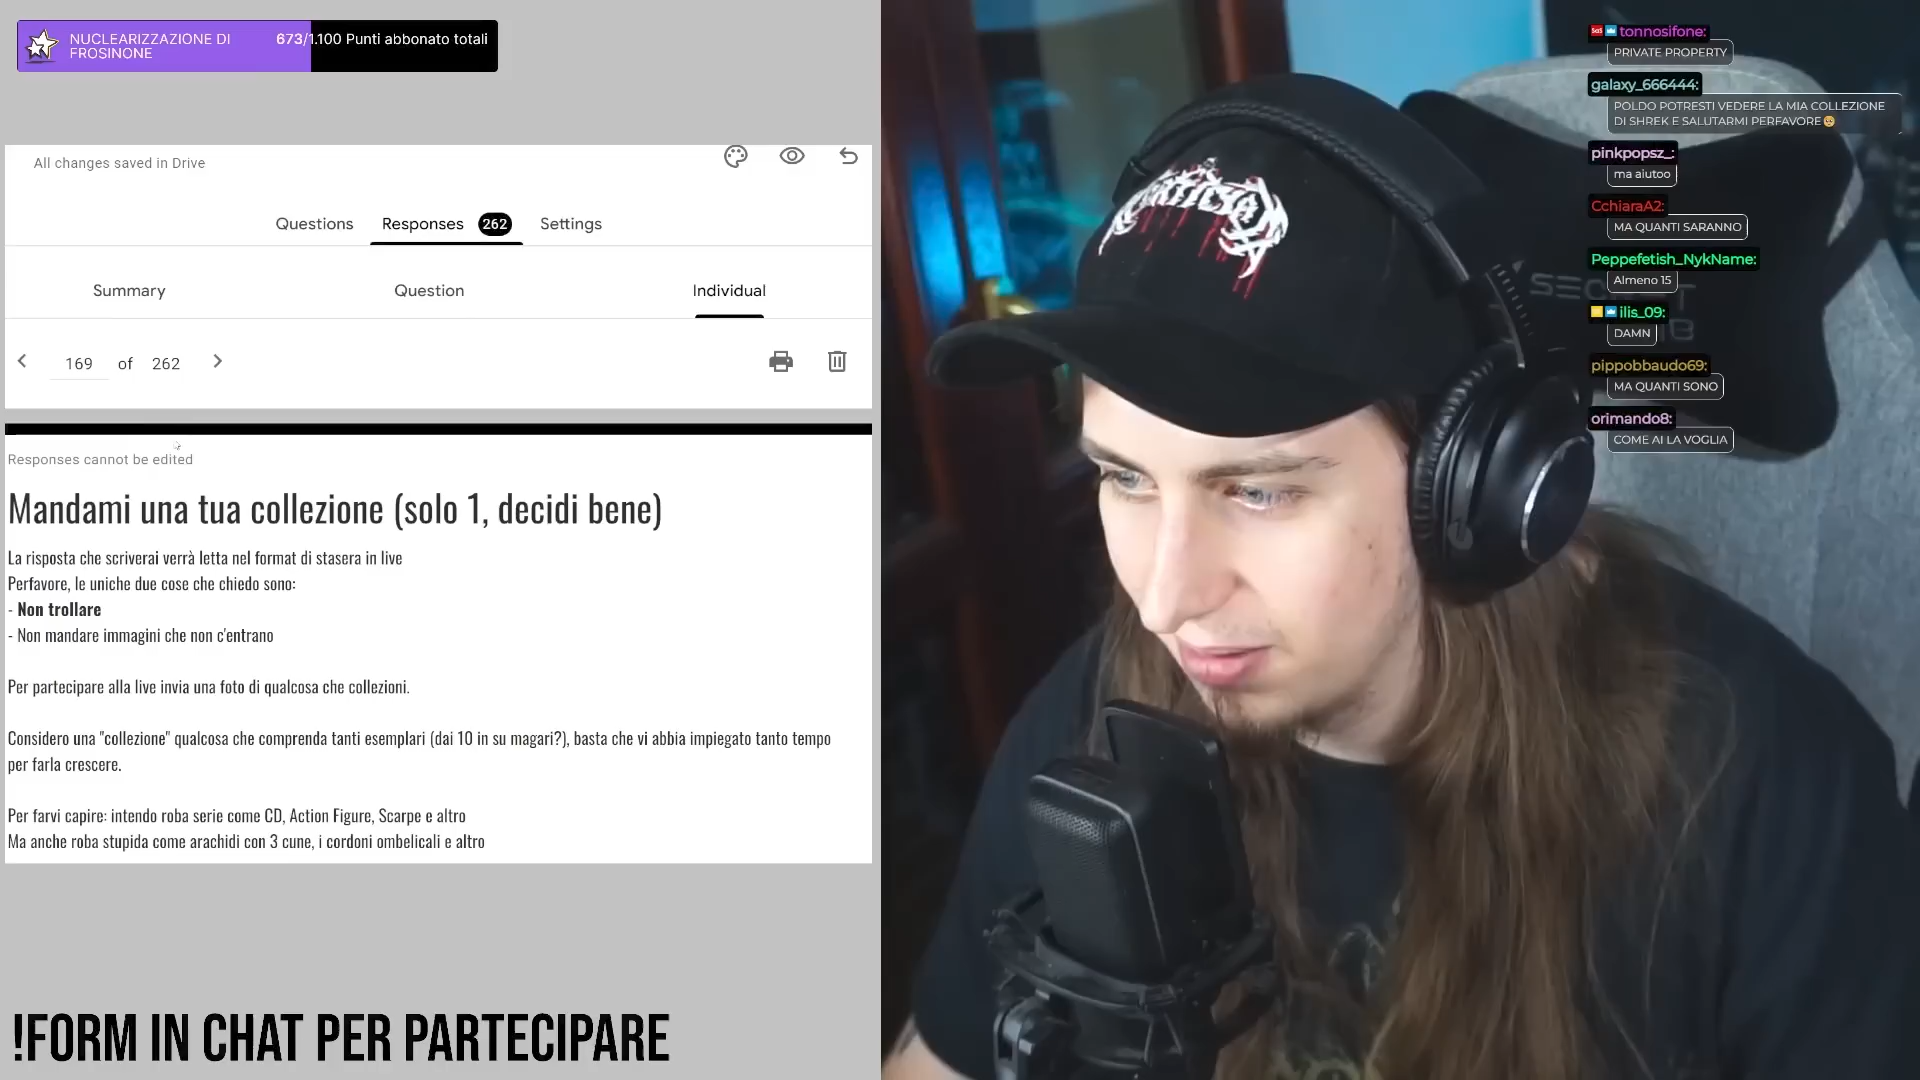 NUCLEARIZZAZIONE DI
FROSINONE
673/1.100 Punti abbonato totali
All changes saved in Drive
Questions Responses 262 Settings
Summary Question Individual
169 of 262
Responses cannot be edited
Mandami una tua collezione (solo 1, decidi bene)
La risposta che scriverai verrà letta nel format di stasera in live
Perfavore, le uniche due cose che chiedo sono:
- Non trollare
- Non mandare immagini che non c'entrano
Per partecipare alla live invia una foto di qualcosa che collezioni.
Considero una "collezione" qualcosa che comprenda tanti esemplari (dai 10 in su magari?), basta che vi abbia impiegato tanto tempo
per farla crescere.
Per farvi capire: intendo roba serie come CD, Action Figure, Scarpe e altro
Ma anche roba stupida come arachidi con 3 cune, i cordoni ombelicali e altro
!FORM IN CHAT PER PARTECIPARE
tonnosifone:
PRIVATE PROPERTY
galaxy_666444:
POLDO POTRESTI VEDERE LA MIA COLLEZIONE
DI SHREK E SALUTARMI PERFAVORE🥺
pinkpopsz_:
ma aiutoo
CchiaraA2:
MA QUANTI SARANNO
Peppefetish_NykName:
Almeno 15
ilis_09:
DAMN
pippobbaudo69:
MA QUANTI SONO
orimando8:
COME AI LA VOGLIA